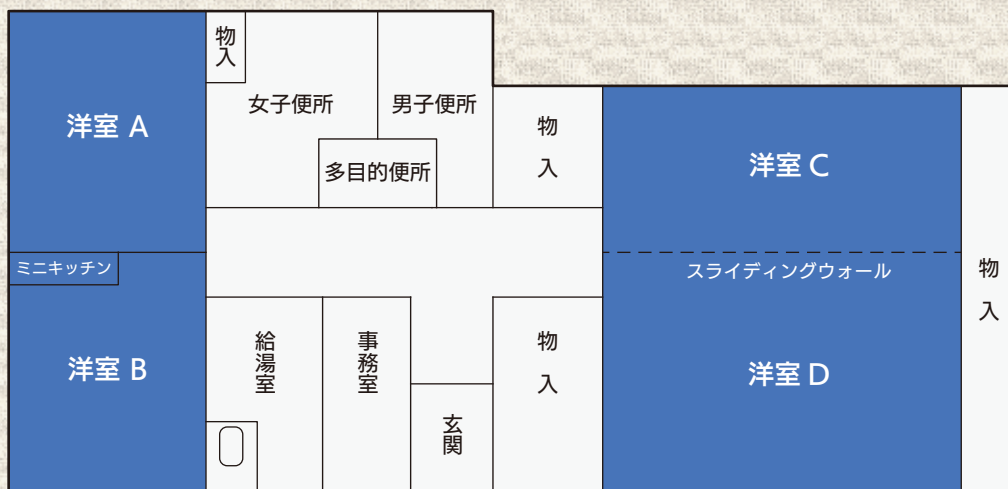 物入
女子便所
男子便所
洋室 A
物入
多目的便所
洋室 C
ミニキッチン
スライディングウォール
物入
給湯室
事務室
物入
洋室 B
洋室 D
玄関